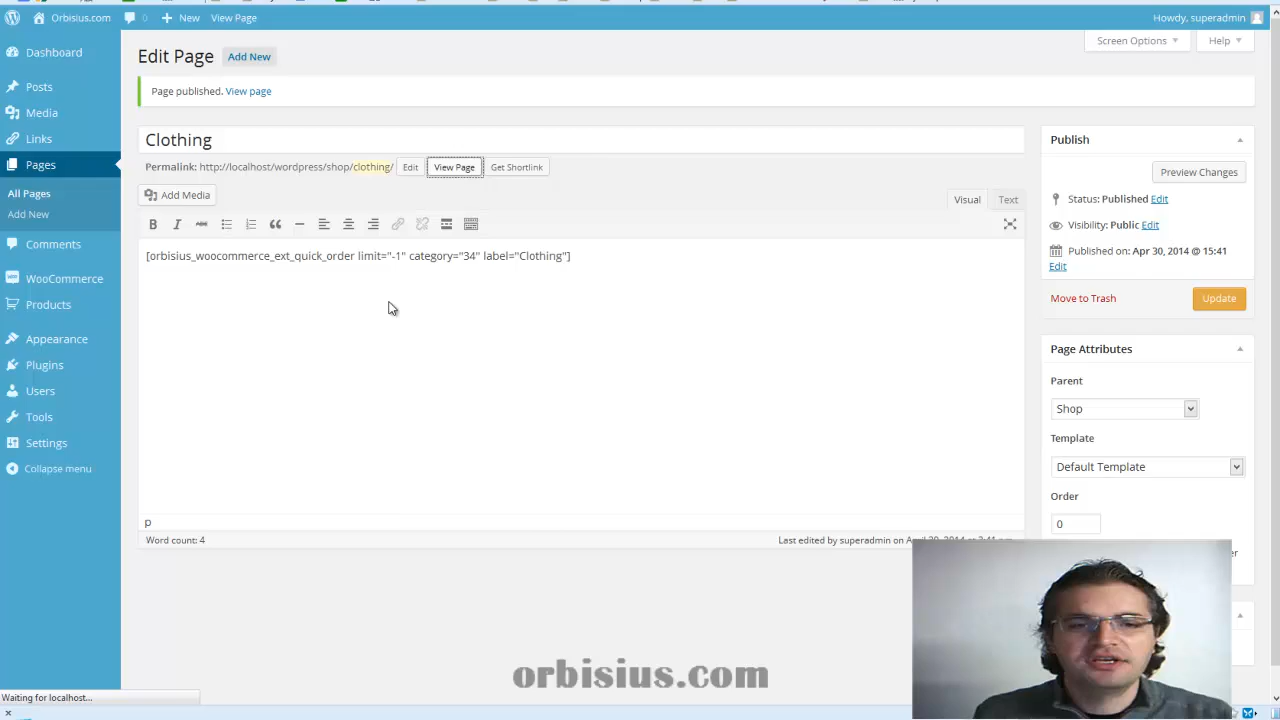 Orbisius.com
0
New
View Page
Howdy, superadmin
Dashboard
Posts
Media
Links
Pages
All Pages
Add New
Comments
WooCommerce
Products
Appearance
Plugins
Users
Tools
Settings
Collapse menu
Screen Options
Help
Edit Page
Add New
Page published. View page
Clothing
Permalink: http://localhost/wordpress/shop/clothing/
Edit
View Page
Get Shortlink
Add Media
Visual
Text
B
I
ABC
[orbisius_woocommerce_ext_quick_order limit="-1" category="34" label="Clothing"]
p
Word count: 4
Last edited by superadmin on
Publish
Preview Changes
Status: Published Edit
Visibility: Public Edit
Published on: Apr 30, 2014 @ 15:41
Edit
Move to Trash
Update
Page Attributes
Parent
Shop
Template
Default Template
Order
0
orbisius.com
Waiting for localhost...